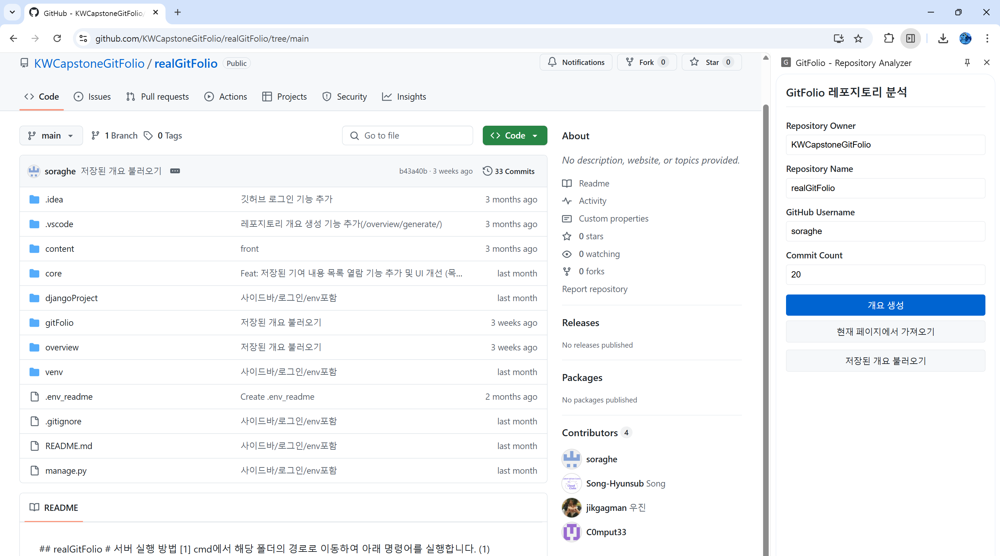 GitHub - KWCapstoneGitFolio/
github.com/KWCapstoneGitFolio/realGitFolio/tree/main
KWCapstoneGitFolio / realGitFolio Public
Notifications
Fork 0
Star 0
Code
Issues
Pull requests
Actions
Projects
Security
Insights
main
1 Branch
0 Tags
Go to file
Code
soraghe 저장된 개요 불러오기
b43a40b · 3 weeks ago
33 Commits
.idea 깃허브 로그인 기능 추가 3 months ago
.vscode 레포지토리 개요 생성 기능 추가(/overview/generate/) 3 months ago
content front 3 months ago
core Feat: 저장된 기여 내용 목록 열람 기능 추가 및 UI 개선 (목... last month
djangoProject 사이드바/로그인/env포함 last month
gitFolio 저장된 개요 불러오기 3 weeks ago
overview 저장된 개요 불러오기 3 weeks ago
venv 사이드바/로그인/env포함 last month
.env_readme Create .env_readme 2 months ago
.gitignore 사이드바/로그인/env포함 last month
README.md 사이드바/로그인/env포함 last month
manage.py 사이드바/로그인/env포함 last month
README
## realGitFolio # 서버 실행 방법 [1] cmd에서 해당 폴더의 경로로 이동하여 아래 명령어를 실행합니다. (1)
About
No description, website, or topics provided.
Readme
Activity
Custom properties
0 stars
0 watching
0 forks
Report repository
Releases
No releases published
Packages
No packages published
Contributors 4
soraghe
Cloud
Clubs
Song-Hyunsub Song
jikgagman 우진
C0mput33
G GitFolio - Repository Analyzer
GitFolio 레포지토리 분석
Repository Owner
KWCapstoneGitFolio
Repository Name
realGitFolio
GitHub Username
soraghe
Commit Count
20
개요 생성
현재 페이지에서 가져오기
저장된 개요 불러오기